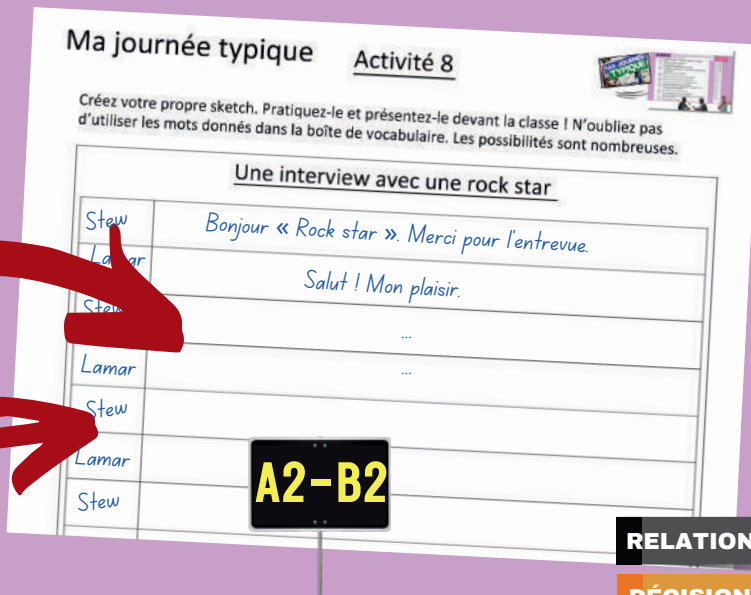 Ma journée typique Activité 8
Créez votre propre sketch. Pratiquez-le et présentez-le devant la classe ! N'oubliez pas
d'utiliser les mots donnés dans la boîte de vocabulaire. Les possibilités sont nombreuses.
Une interview avec une rock star
Stew Bonjour « Rock star ». Merci pour l'entrevue.
Lamar Salut ! Mon plaisir.
Stew ...
Lamar ...
Stew
Lamar
Stew
A2-B2
RELATION
DÉCISION